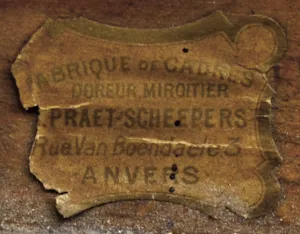 FABRIQUE DE CADRES
DOREUR MIROITIER
PRAET-SCHEEPERS
Rue Van Boendaele 3
ANVERS